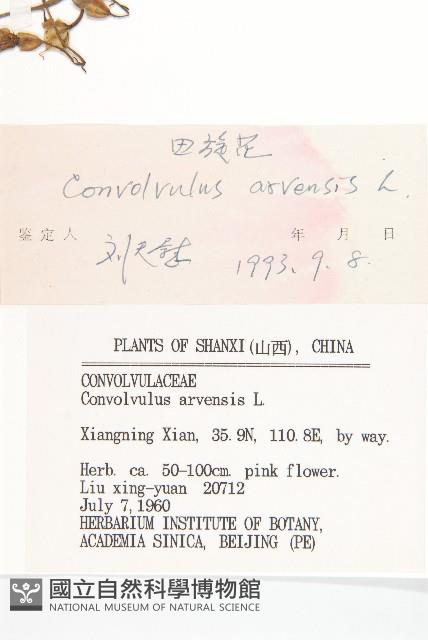 田旋花
Convolvulus arvensis L.
鉴定人 刘天慰 年 月 日
1993. 9. 8.
PLANTS OF SHANXI (山西), CHINA
CONVOLVULACEAE
Convolvulus arvensis L.
Xiangning Xian, 35.9N, 110.8E, by way.
Herb. ca. 50-100cm. pink flower.
Liu xing-yuan 20712
July 7,1960
HERBARIUM INSTITUTE OF BOTANY,
ACADEMIA SINICA, BEIJING (PE)
國立自然科學博物館
NATIONAL MUSEUM OF NATURAL SCIENCE